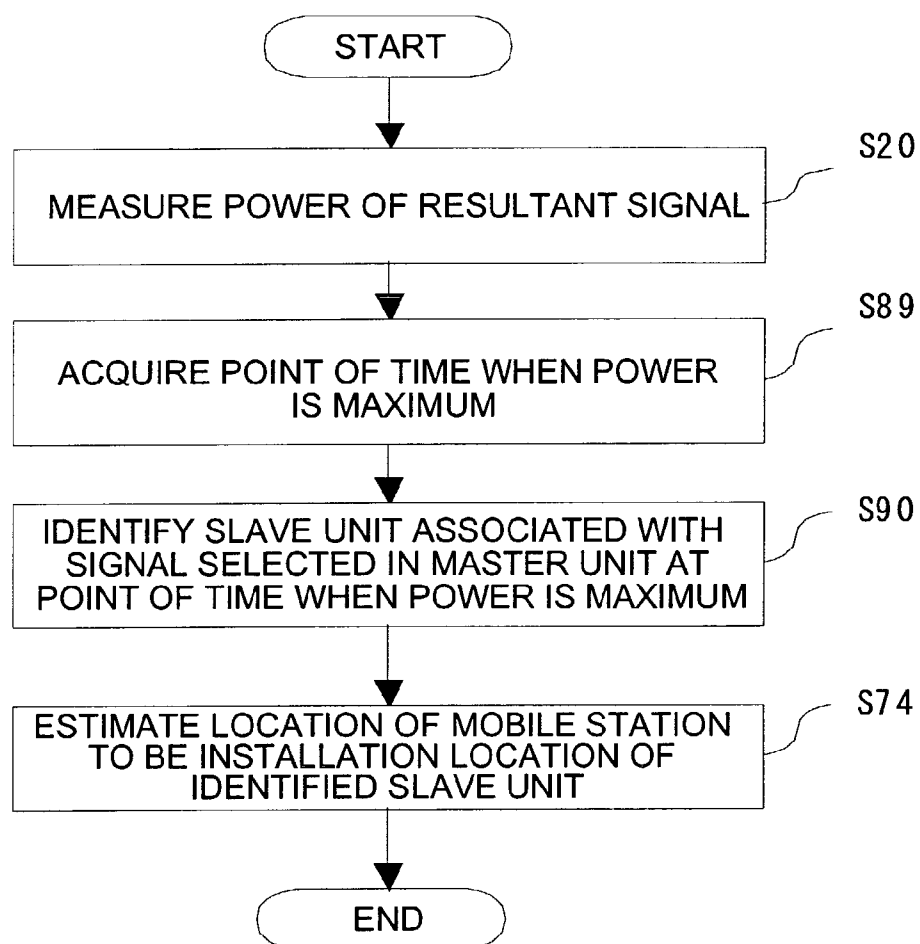 START
S20
MEASURE POWER OF RESULTANT SIGNAL
S89
ACQUIRE POINT OF TIME WHEN POWER
IS MAXIMUM
S90
IDENTIFY SLAVE UNIT ASSOCIATED WITH
SIGNAL SELECTED IN MASTER UNIT AT
POINT OF TIME WHEN POWER IS MAXIMUM
S74
ESTIMATE LOCATION OF MOBILE STATION
TO BE INSTALLATION LOCATION OF
IDENTIFIED SLAVE UNIT
END